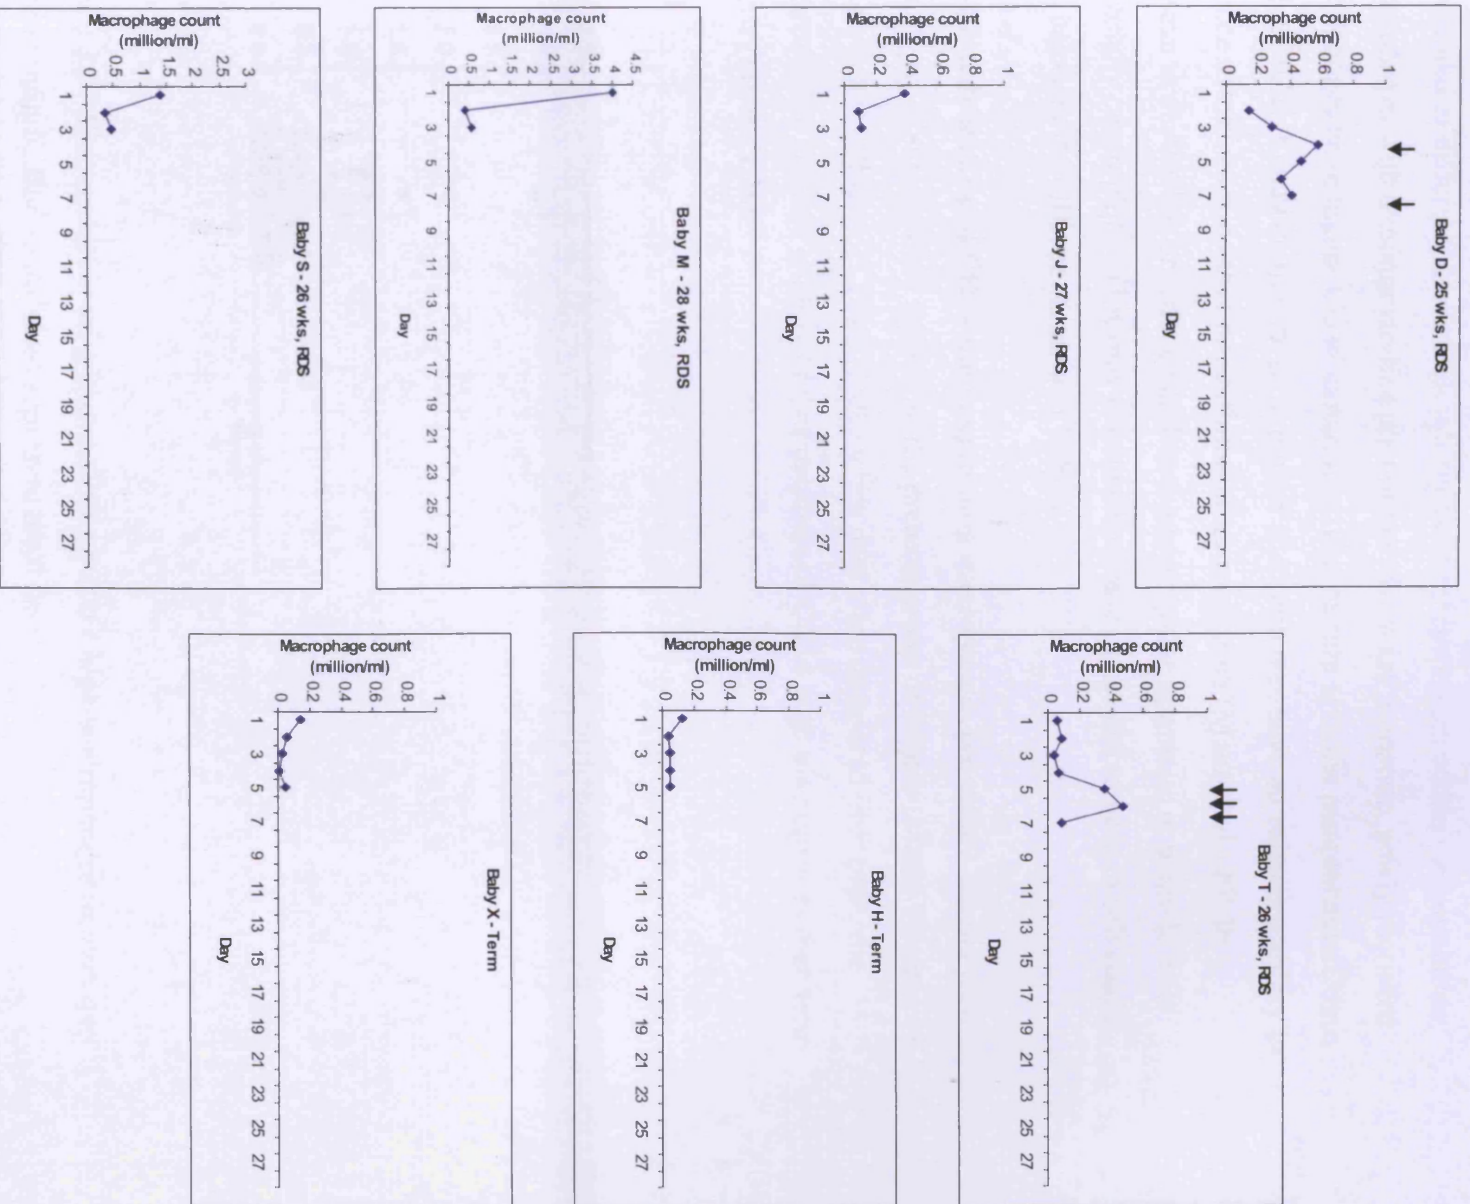 Baby D - 25 wks, RDS
Macrophage count
(million/ml)
1
0.8
0.6
0.4
0.2
0
1 3 5 7 9 11 13 15 17 19 21 23 25 27
Day
Baby J - 27 wks, RDS
Macrophage count
(million/ml)
1
0.8
0.6
0.4
0.2
0
1 3 5 7 9 11 13 15 17 19 21 23 25 27
Day
Baby M - 28 wks, RDS
Macrophage count
(million/ml)
4.5
4
3.5
3
2.5
2
1.5
1
0.5
0
1 3 5 7 9 11 13 15 17 19 21 23 25 27
Day
Baby S - 26 wks, RDS
Macrophage count
(million/ml)
3
2.5
2
1.5
1
0.5
0
1 3 5 7 9 11 13 15 17 19 21 23 25 27
Day
Baby T - 26 wks, RDS
Macrophage count
(million/ml)
1
0.8
0.6
0.4
0.2
0
1 3 5 7 9 11 13 15 17 19 21 23 25 27
Day
Baby H - Term
Macrophage count
(million/ml)
1
0.8
0.6
0.4
0.2
0
1 3 5 7 9 11 13 15 17 19 21 23 25 27
Day
Baby X - Term
Macrophage count
(million/ml)
1
0.8
0.6
0.4
0.2
0
1 3 5 7 9 11 13 15 17 19 21 23 25 27
Day